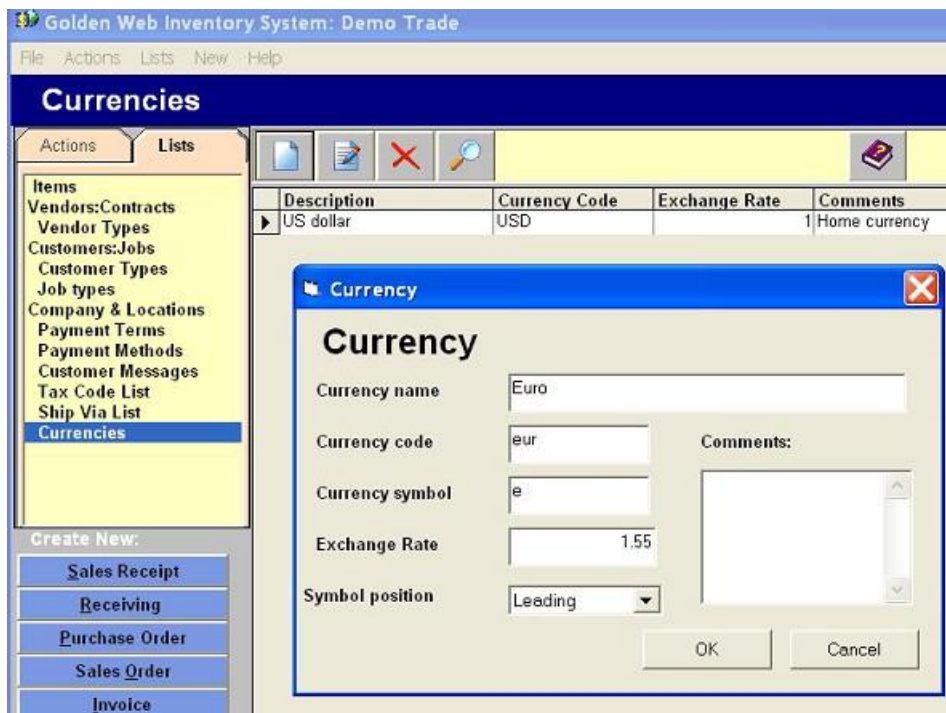 Golden Web Inventory System: Demo Trade
File Actions Lists New Help
Currencies
Actions Lists
Items
Vendors:Contracts
Vendor Types
Customers:Jobs
Customer Types
Job types
Company & Locations
Payment Terms
Payment Methods
Customer Messages
Tax Code List
Ship Via List
Currencies
Create New:
Sales Receipt
Receiving
Purchase Order
Sales Order
Invoice
Description Currency Code Exchange Rate Comments
US dollar USD 1 Home currency
Currency
Currency
Currency name Euro
Currency code eur
Comments:
Currency symbol e
Exchange Rate 1.55
Symbol position Leading
OK Cancel